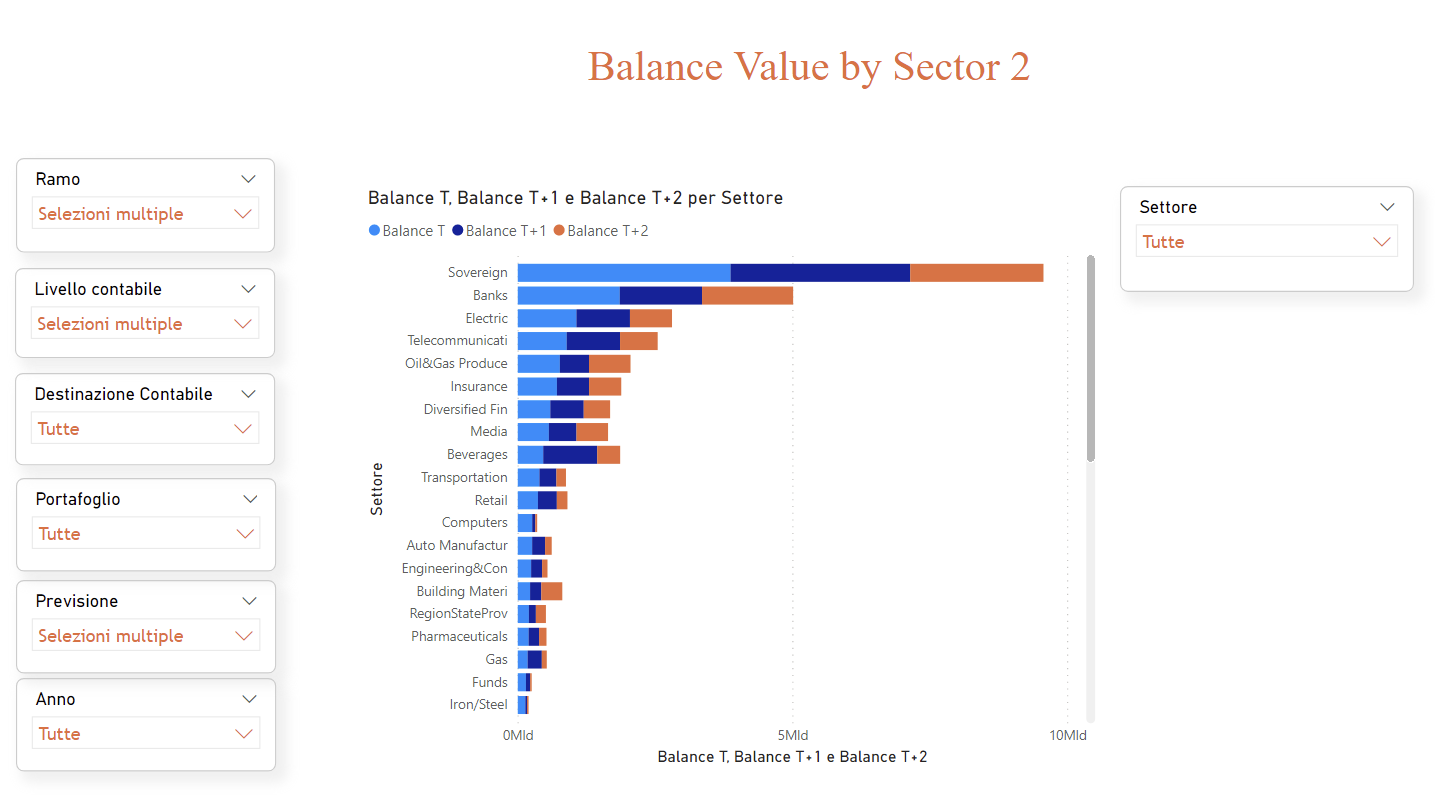 Balance Value by Sector 2
Ramo
Selezioni multiple
Livello contabile
Selezioni multiple
Destinazione Contabile
Tutte
Portafoglio
Tutte
Previsione
Selezioni multiple
Anno
Tutte
Balance T, Balance T+1 e Balance T+2 per Settore
Balance T Balance T+1 Balance T+2
Settore
Sovereign
Banks
Electric
Telecommunicati
Oil&Gas Produce
Insurance
Diversified Fin
Media
Beverages
Transportation
Retail
Computers
Auto Manufactur
Engineering&Con
Building Materi
RegionStateProv
Pharmaceuticals
Gas
Funds
Iron/Steel
0Mld 5Mld 10Mld
Balance T, Balance T+1 e Balance T+2
Settore
Tutte